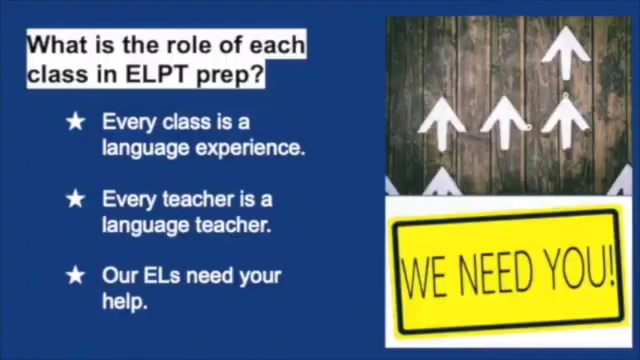 What is the role of each
class in ELPT prep?
★ Every class is a
language experience.
★ Every teacher is a
language teacher.
★ Our ELs need your
help.
WE NEED YOU!